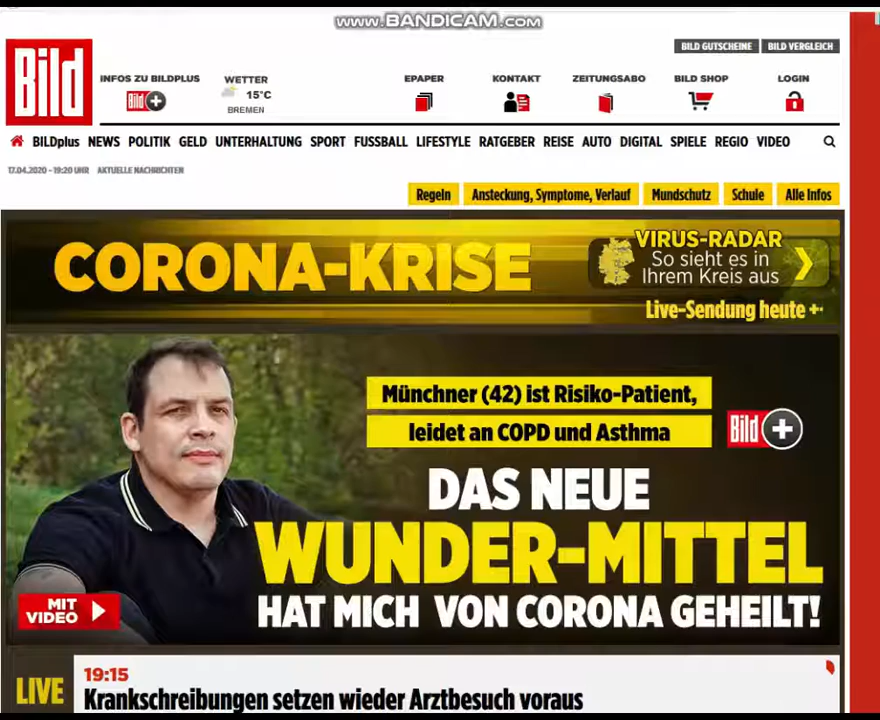 www.BANDICAM.com
BILD GUTSCHEINE BILD VERGLEICH
Bild
INFOS ZU BILDPLUS
Bild+
WETTER
15°C
BREMEN
EPAPER KONTAKT ZEITUNGSABO BILD SHOP LOGIN
BILDplus NEWS POLITIK GELD UNTERHALTUNG SPORT FUSSBALL LIFESTYLE RATGEBER REISE AUTO DIGITAL SPIELE REGIO VIDEO
17.04.2020 - 19:20 UHR AKTUELLE NACHRICHTEN
Regeln Ansteckung, Symptome, Verlauf Mundschutz Schule Alle Infos
CORONA-KRISE
VIRUS-RADAR
So sieht es in
Ihrem Kreis aus
Live-Sendung heute +·
Münchner (42) ist Risiko-Patient,
leidet an COPD und Asthma
Bild+
DAS NEUE
WUNDER-MITTEL
HAT MICH VON CORONA GEHEILT!
MIT
VIDEO
LIVE
19:15
Krankschreibungen setzen wieder Arztbesuch voraus